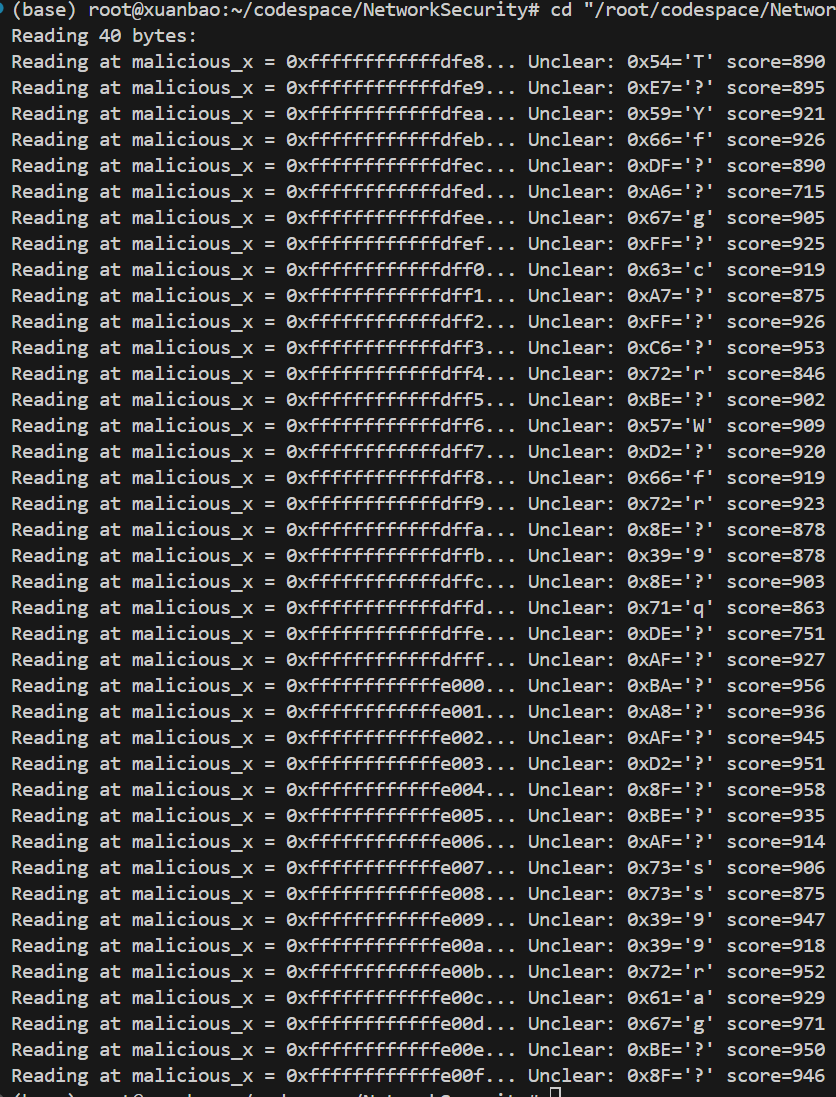 (base) root@xuanbao:~/codespace/NetworkSecurity# cd "/root/codespace/Networ
Reading 40 bytes:
Reading at malicious_x = 0xffffffffffffdfe8... Unclear: 0x54='T' score=890
Reading at malicious_x = 0xffffffffffffdfe9... Unclear: 0xE7='?' score=895
Reading at malicious_x = 0xffffffffffffdfea... Unclear: 0x59='Y' score=921
Reading at malicious_x = 0xffffffffffffdfeb... Unclear: 0x66='f' score=926
Reading at malicious_x = 0xffffffffffffdfec... Unclear: 0xDF='?' score=890
Reading at malicious_x = 0xffffffffffffdfed... Unclear: 0xA6='?' score=715
Reading at malicious_x = 0xffffffffffffdfee... Unclear: 0x67='g' score=905
Reading at malicious_x = 0xffffffffffffdfef... Unclear: 0xFF='?' score=925
Reading at malicious_x = 0xffffffffffffdff0... Unclear: 0x63='c' score=919
Reading at malicious_x = 0xffffffffffffdff1... Unclear: 0xA7='?' score=875
Reading at malicious_x = 0xffffffffffffdff2... Unclear: 0xFF='?' score=926
Reading at malicious_x = 0xffffffffffffdff3... Unclear: 0xC6='?' score=953
Reading at malicious_x = 0xffffffffffffdff4... Unclear: 0x72='r' score=846
Reading at malicious_x = 0xffffffffffffdff5... Unclear: 0xBE='?' score=902
Reading at malicious_x = 0xffffffffffffdff6... Unclear: 0x57='W' score=909
Reading at malicious_x = 0xffffffffffffdff7... Unclear: 0xD2='?' score=920
Reading at malicious_x = 0xffffffffffffdff8... Unclear: 0x66='f' score=919
Reading at malicious_x = 0xffffffffffffdff9... Unclear: 0x72='r' score=923
Reading at malicious_x = 0xffffffffffffdffa... Unclear: 0x8E='?' score=878
Reading at malicious_x = 0xffffffffffffdffb... Unclear: 0x39='9' score=878
Reading at malicious_x = 0xffffffffffffdffc... Unclear: 0x8E='?' score=903
Reading at malicious_x = 0xffffffffffffdffd... Unclear: 0x71='q' score=863
Reading at malicious_x = 0xffffffffffffdffe... Unclear: 0xDE='?' score=751
Reading at malicious_x = 0xffffffffffffdfff... Unclear: 0xAF='?' score=927
Reading at malicious_x = 0xffffffffffffe000... Unclear: 0xBA='?' score=956
Reading at malicious_x = 0xffffffffffffe001... Unclear: 0xA8='?' score=936
Reading at malicious_x = 0xffffffffffffe002... Unclear: 0xAF='?' score=945
Reading at malicious_x = 0xffffffffffffe003... Unclear: 0xD2='?' score=951
Reading at malicious_x = 0xffffffffffffe004... Unclear: 0x8F='?' score=958
Reading at malicious_x = 0xffffffffffffe005... Unclear: 0xBE='?' score=935
Reading at malicious_x = 0xffffffffffffe006... Unclear: 0xAF='?' score=914
Reading at malicious_x = 0xffffffffffffe007... Unclear: 0x73='s' score=906
Reading at malicious_x = 0xffffffffffffe008... Unclear: 0x73='s' score=875
Reading at malicious_x = 0xffffffffffffe009... Unclear: 0x39='9' score=947
Reading at malicious_x = 0xffffffffffffe00a... Unclear: 0x39='9' score=918
Reading at malicious_x = 0xffffffffffffe00b... Unclear: 0x72='r' score=952
Reading at malicious_x = 0xffffffffffffe00c... Unclear: 0x61='a' score=929
Reading at malicious_x = 0xffffffffffffe00d... Unclear: 0x67='g' score=971
Reading at malicious_x = 0xffffffffffffe00e... Unclear: 0xBE='?' score=950
Reading at malicious_x = 0xffffffffffffe00f... Unclear: 0x8F='?' score=946